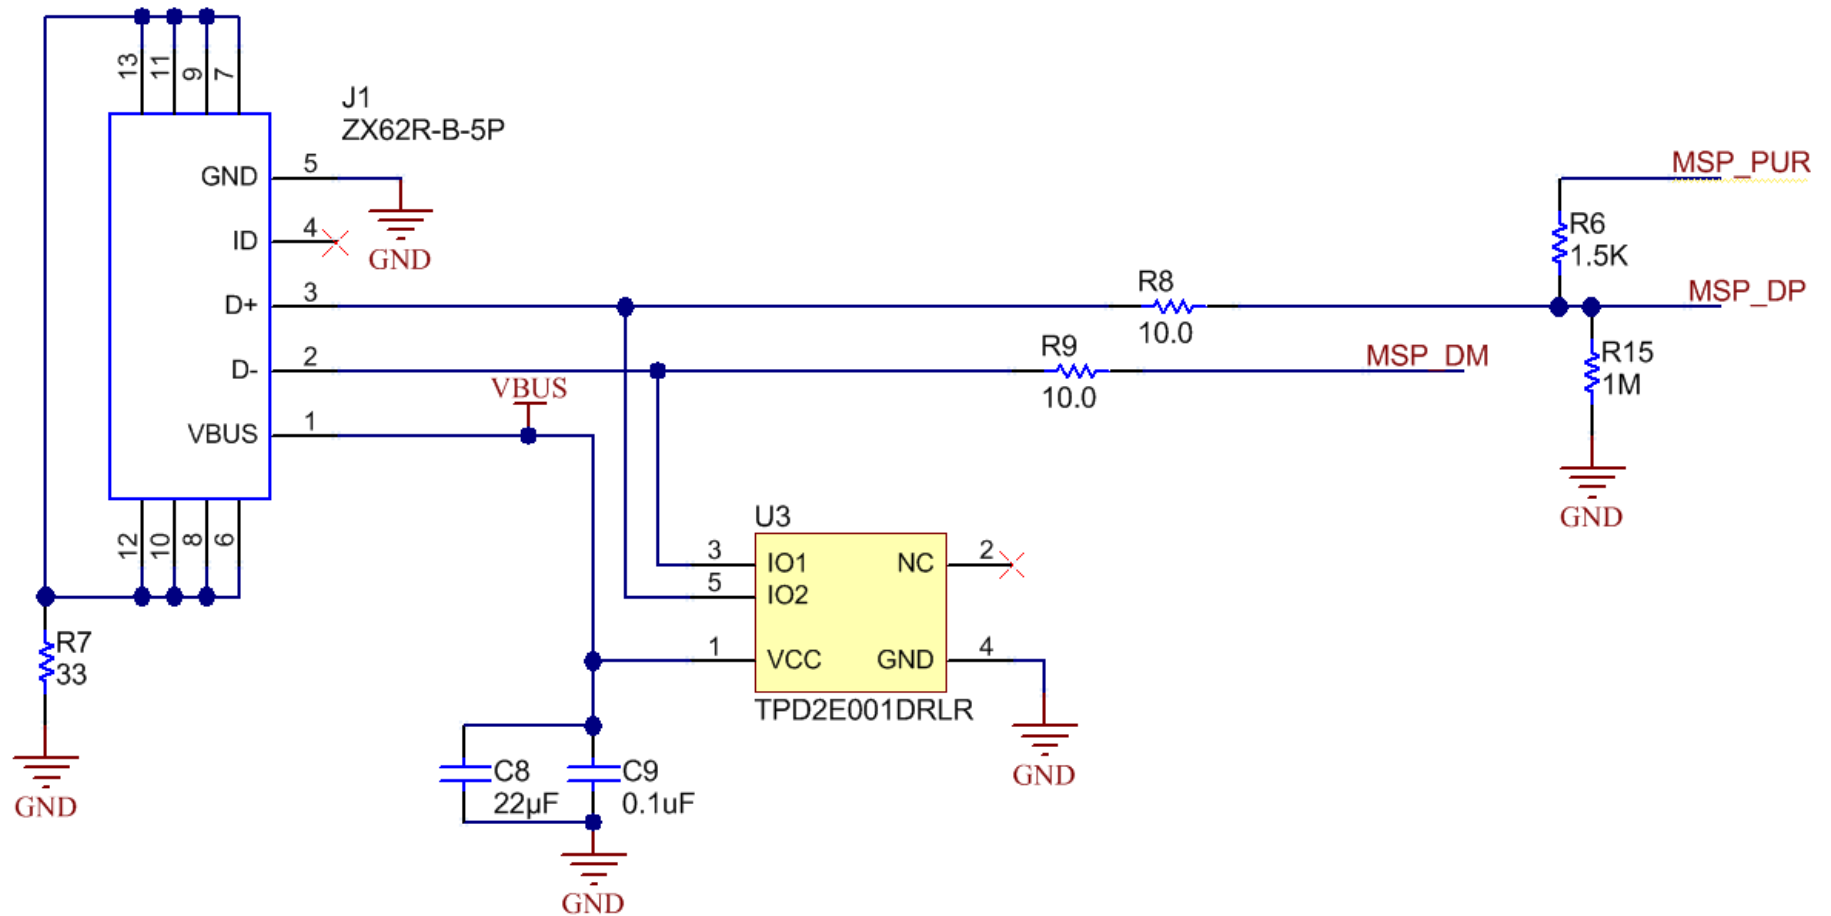 13
11
9
7
J1
ZX62R-B-5P
GND
5
ID
4
GND
D+
3
D-
2
VBUS
1
VBUS
12
10
8
6
R7
33
GND
R8
10.0
R9
10.0
MSP_DM
MSP_PUR
R6
1.5K
MSP_DP
R15
1M
GND
U3
3
IO1
NC
2
5
IO2
1
VCC
GND
4
TPD2E001DRLR
GND
C8
22µF
C9
0.1uF
GND